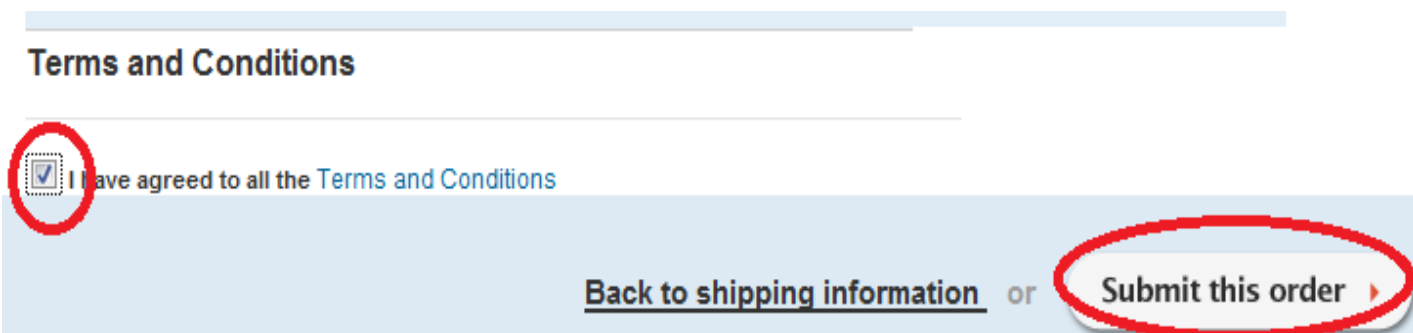 Terms and Conditions
I have agreed to all the Terms and Conditions
Back to shipping information or Submit this order